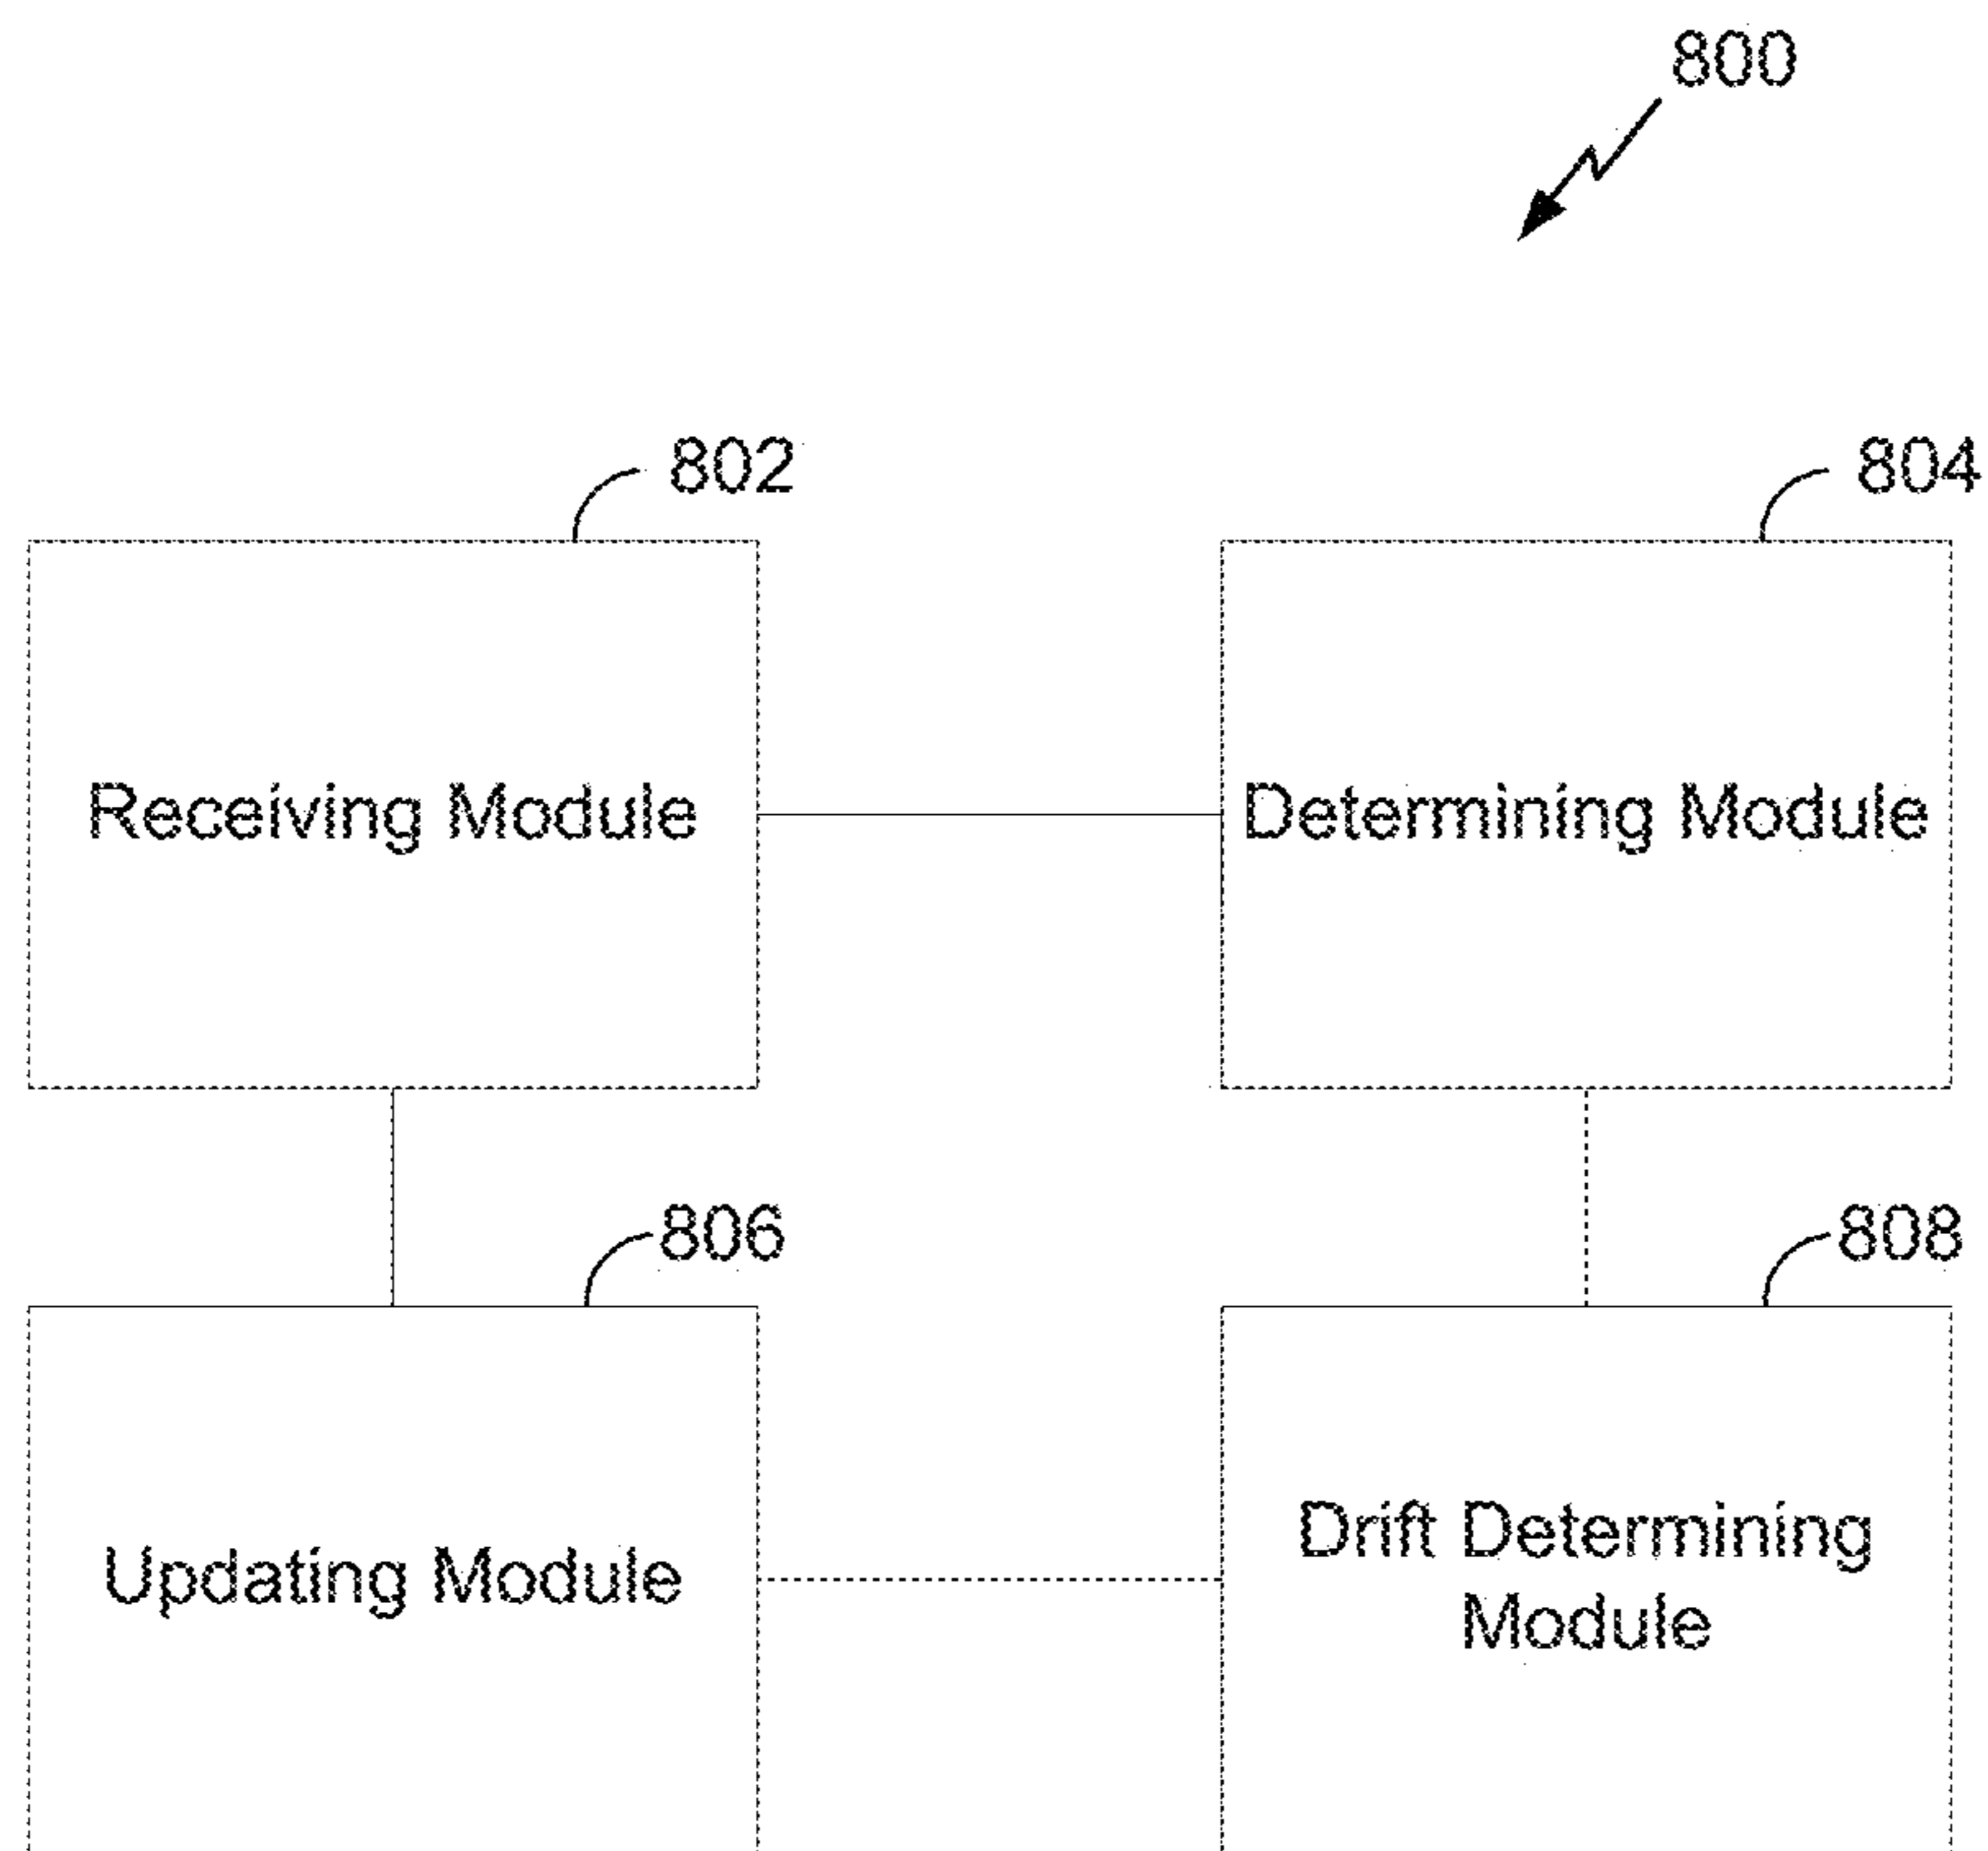 800
802
804
Receiving Module
Determining Module
806
808
Updating Module
Drift Determining
Module